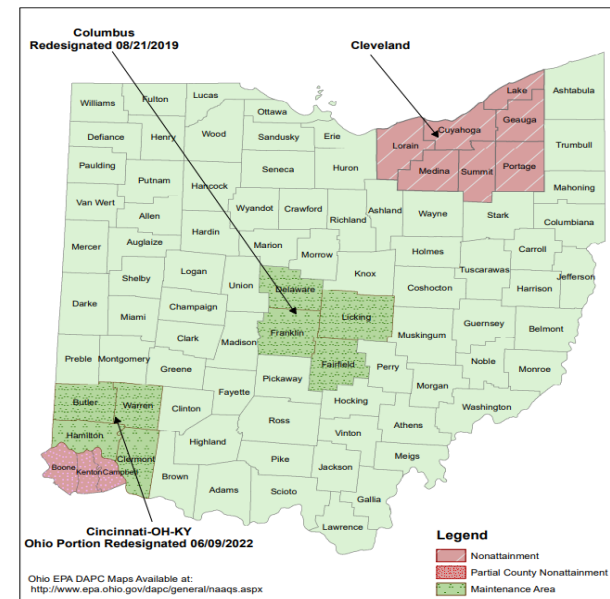 Columbus
Redesignated 08/21/2019
Cleveland
Williams
Fulton
Lucas
Ottawa
Lake
Ashtabula
Defiance
Henry
Wood
Sandusky
Erie
Lorain
Cuyahoga
Geauga
Trumbull
Paulding
Putnam
Hancock
Seneca
Huron
Medina
Summit
Portage
Mahoning
Van Wert
Allen
Wyandot
Crawford
Richland
Ashland
Wayne
Stark
Columbiana
Mercer
Auglaize
Hardin
Marion
Morrow
Holmes
Carroll
Shelby
Logan
Union
Delaware
Knox
Coshocton
Tuscarawas
Harrison
Jefferson
Darke
Miami
Champaign
Clark
Madison
Franklin
Licking
Muskingum
Guernsey
Belmont
Preble
Montgomery
Greene
Fayette
Pickaway
Fairfield
Perry
Morgan
Noble
Monroe
Butler
Warren
Clinton
Ross
Hocking
Athens
Washington
Hamilton
Clermont
Highland
Vinton
Meigs
Boone
Kenton
Campbell
Brown
Adams
Pike
Scioto
Jackson
Gallia
Lawrence
Cincinnati-OH-KY
Ohio Portion Redesignated 06/09/2022
Ohio EPA DAPC Maps Available at:
http://www.epa.ohio.gov/dapc/general/naaqs.aspx
Legend
Nonattainment
Partial County Nonattainment
Maintenance Area